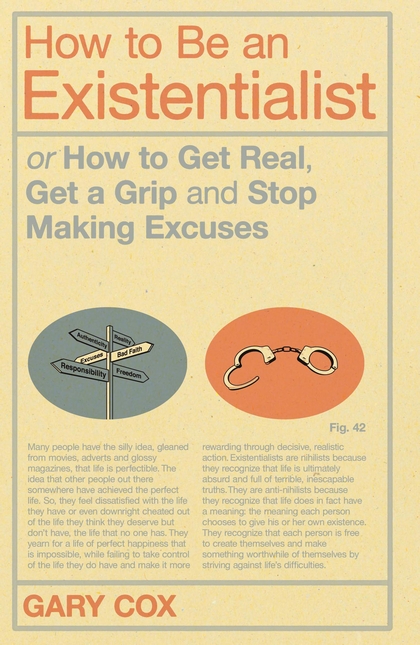 How to Be an
Existentialist
or How to Get Real,
Get a Grip and Stop
Making Excuses
Authenticity
Reality
Excuses
Bad Faith
Responsibility
Freedom
Fig. 42
Many people have the silly idea, gleaned
from movies, adverts and glossy
magazines, that life is perfectible. The
idea that other people out there
somewhere have achieved the perfect
life. So, they feel dissatisfied with the life
they have or even downright cheated out
of the life they think they deserve but
don't have, the life that no one has. They
yearn for a life of perfect happiness that
is impossible, while failing to take control
of the life they do have and make it more
rewarding through decisive, realistic
action. Existentialists are nihilists because
they recognize that life is ultimately
absurd and full of terrible, inescapable
truths. They are anti-nihilists because
they recognize that life does in fact have
a meaning: the meaning each person
chooses to give his or her own existence.
They recognize that each person is free
to create themselves and make
something worthwhile of themselves by
striving against life's difficulties.
GARY COX